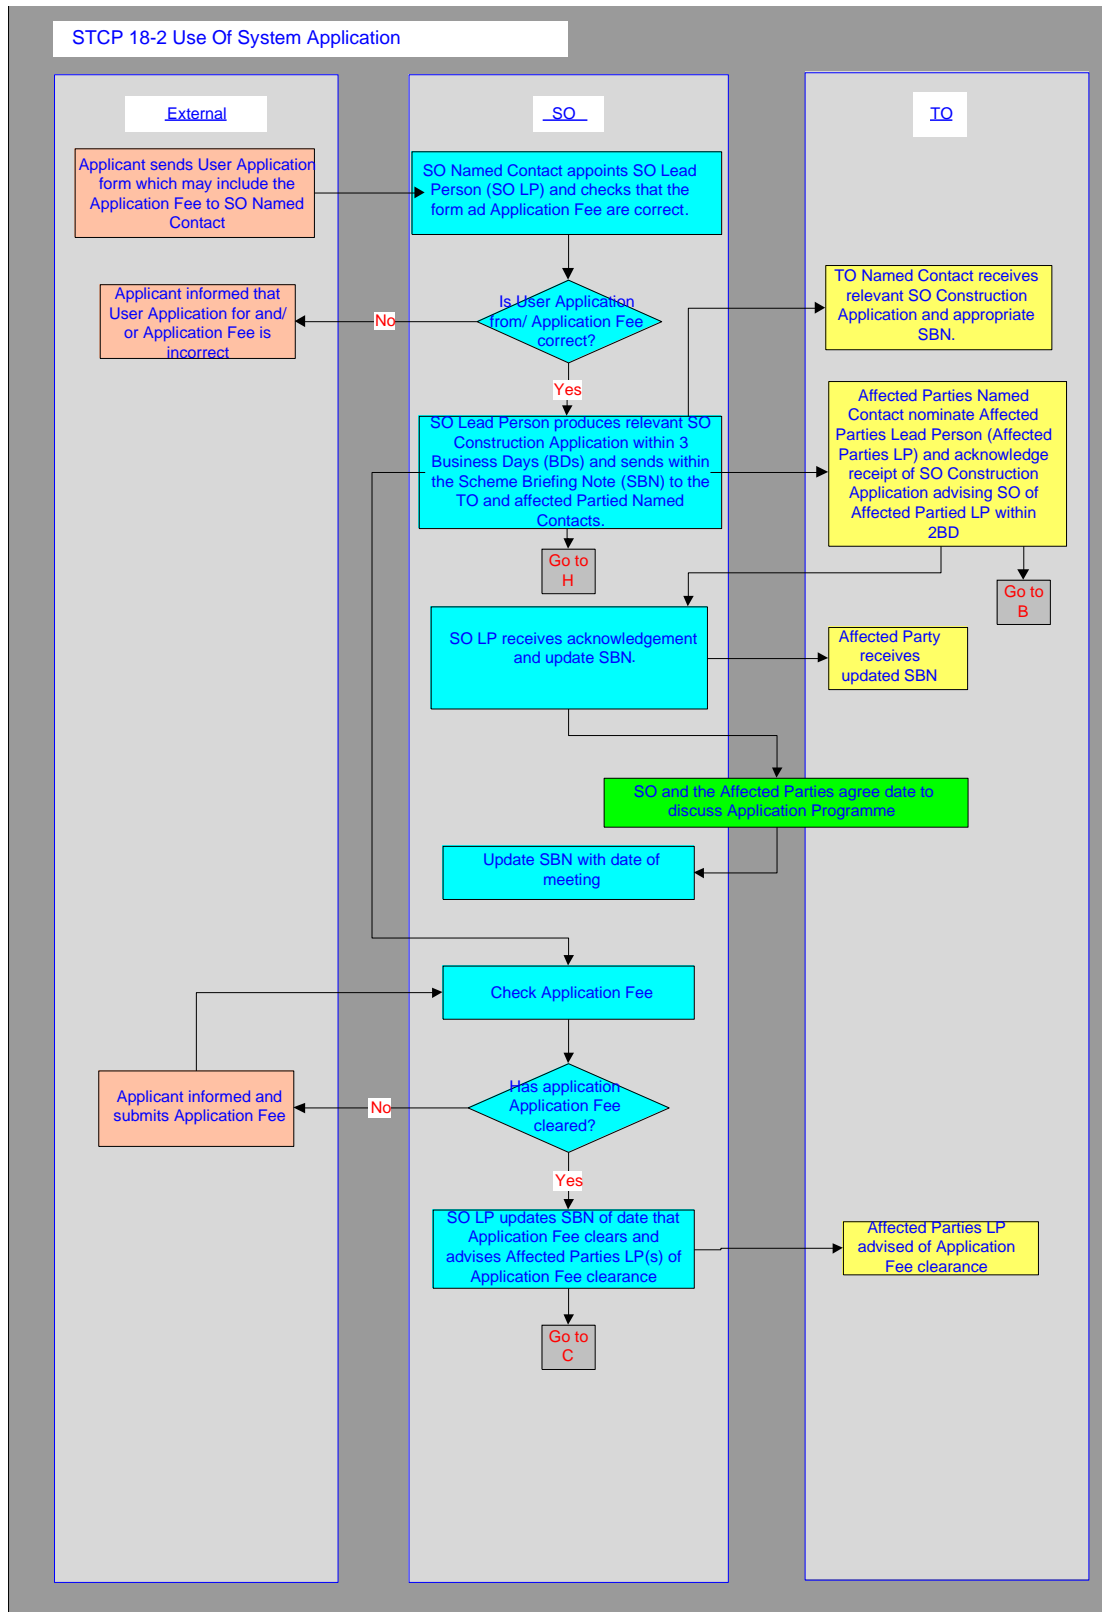 STCP 18-2 Use Of System Application
External
SO
TO
Applicant sends User Application
form which may include the
Application Fee to SO Named
Contact
SO Named Contact appoints SO Lead
Person (SO LP) and checks that the
form ad Application Fee are correct.
Applicant informed that
User Application for and/
or Application Fee is
incorrect
No
Is User Application
from/ Application Fee
correct?
TO Named Contact receives
relevant SO Construction
Application and appropriate
SBN.
Yes
SO Lead Person produces relevant SO
Construction Application within 3
Business Days (BDs) and sends within
the Scheme Briefing Note (SBN) to the
TO and affected Partied Named
Contacts.
Affected Parties Named
Contact nominate Affected
Parties Lead Person (Affected
Parties LP) and acknowledge
receipt of SO Construction
Application advising SO of
Affected Partied LP within
2BD
Go to
H
Go to
B
SO LP receives acknowledgement
and update SBN.
Affected Party
receives
updated SBN
SO and the Affected Parties agree date to
discuss Application Programme
Update SBN with date of
meeting
Check Application Fee
Applicant informed and
submits Application Fee
No
Has application
Application Fee
cleared?
Yes
SO LP updates SBN of date that
Application Fee clears and
advises Affected Parties LP(s) of
Application Fee clearance
Affected Parties LP
advised of Application
Fee clearance
Go to
C